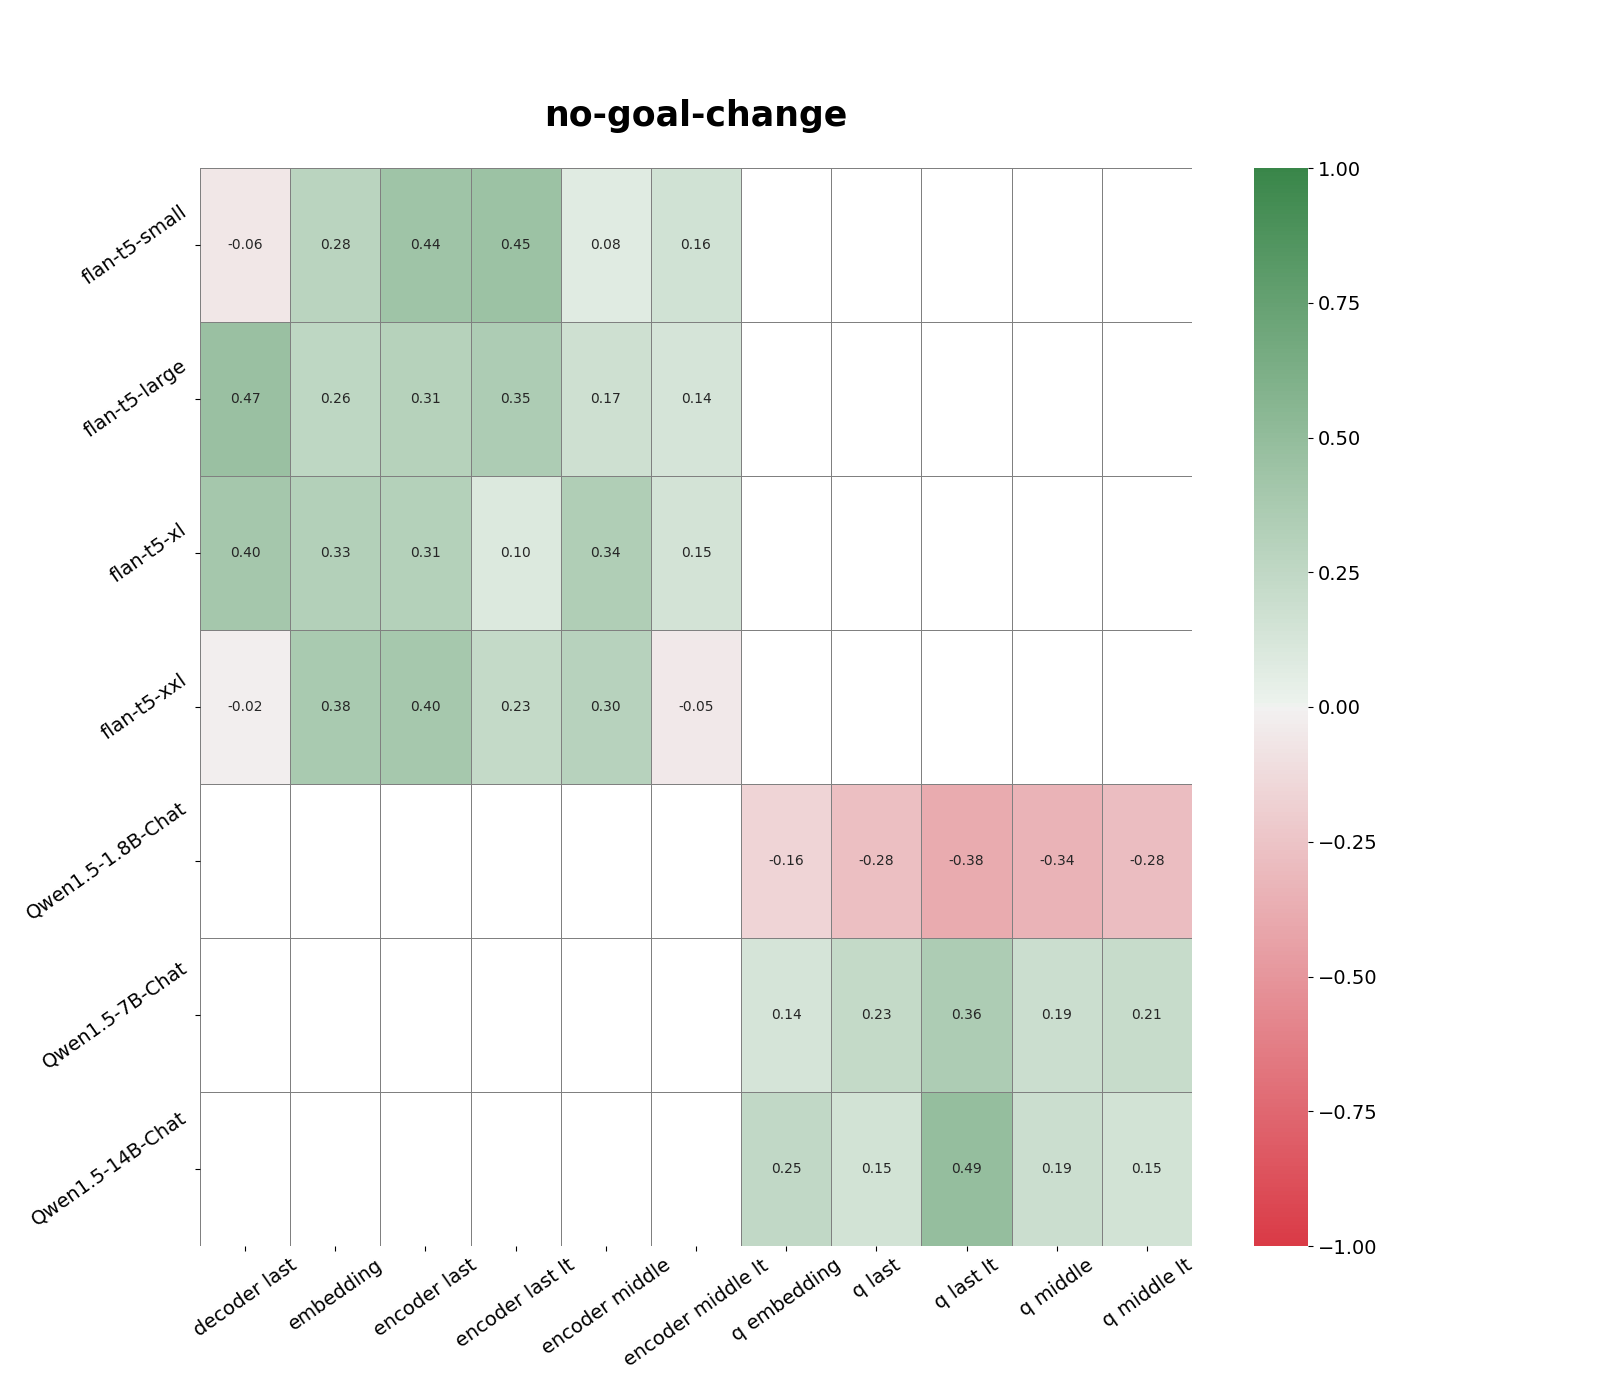 no-goal-change
flan-t5-small -0.06 0.28 0.44 0.45 0.08 0.16
flan-t5-large 0.47 0.26 0.31 0.35 0.17 0.14
flan-t5-xl 0.40 0.33 0.31 0.10 0.34 0.15
flan-t5-xxl -0.02 0.38 0.40 0.23 0.30 -0.05
Qwen1.5-1.8B-Chat -0.16 -0.28 -0.38 -0.34 -0.28
Qwen1.5-7B-Chat 0.14 0.23 0.36 0.19 0.21
Qwen1.5-14B-Chat 0.25 0.15 0.49 0.19 0.15
decoder last
embedding
encoder last
encoder last lt
encoder middle
encoder middle lt
q embedding
q last
q last lt
q middle
q middle lt
1.00
0.75
0.50
0.25
0.00
−0.25
−0.50
−0.75
−1.00